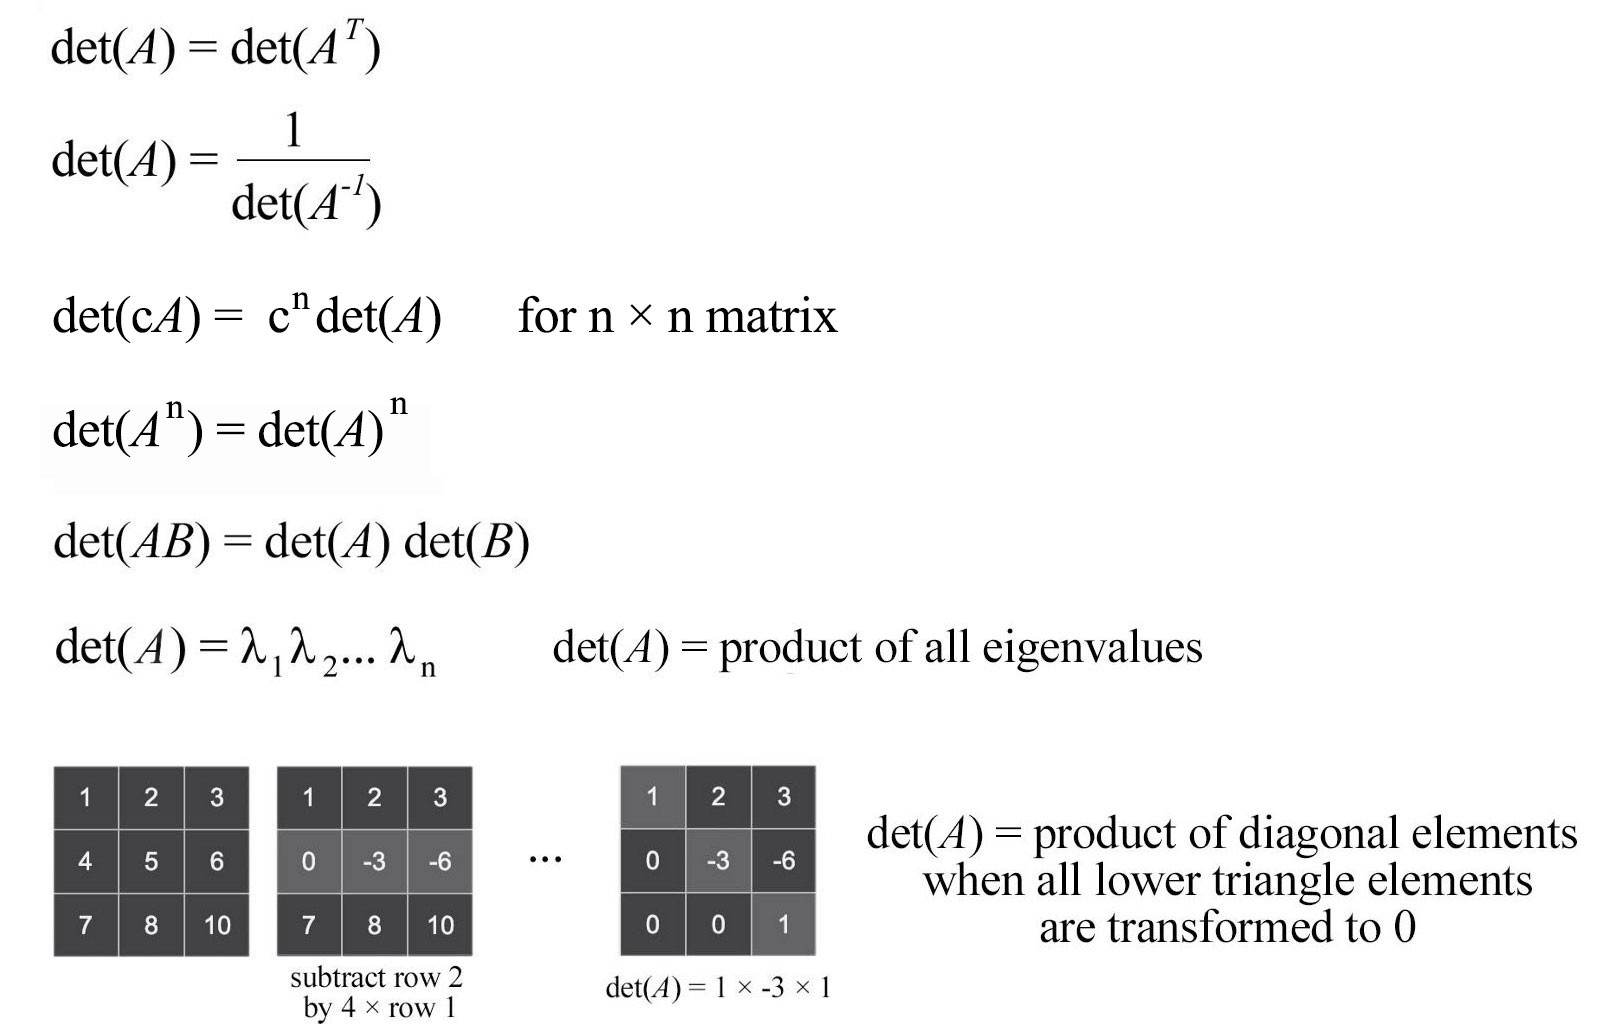 det(A) = det(Aᵀ)
det(A) = 1 / det(A⁻¹)
det(cA) = cⁿdet(A) for n × n matrix
det(Aⁿ) = det(A)ⁿ
det(AB) = det(A) det(B)
det(A) = λ₁λ₂... λₙ det(A) = product of all eigenvalues
1 2 3
4 5 6
7 8 10
1 2 3
0 -3 -6
7 8 10
subtract row 2
by 4 × row 1
...
1 2 3
0 -3 -6
0 0 1
det(A) = 1 × -3 × 1
det(A) = product of diagonal elements
when all lower triangle elements
are transformed to 0